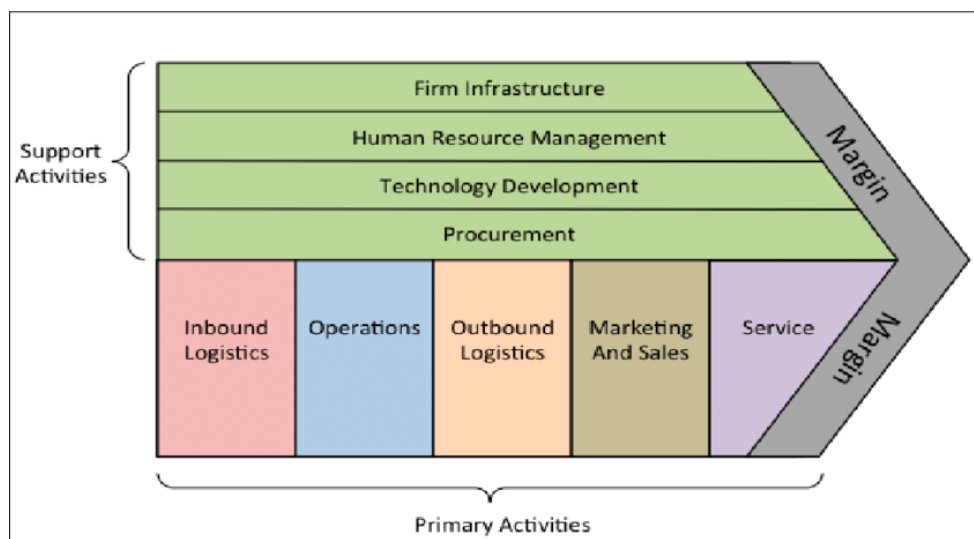 Support
Activities
Firm Infrastructure
Human Resource Management
Technology Development
Procurement
Margin
Margin
Inbound
Logistics
Operations
Outbound
Logistics
Marketing
And Sales
Service
Primary Activities